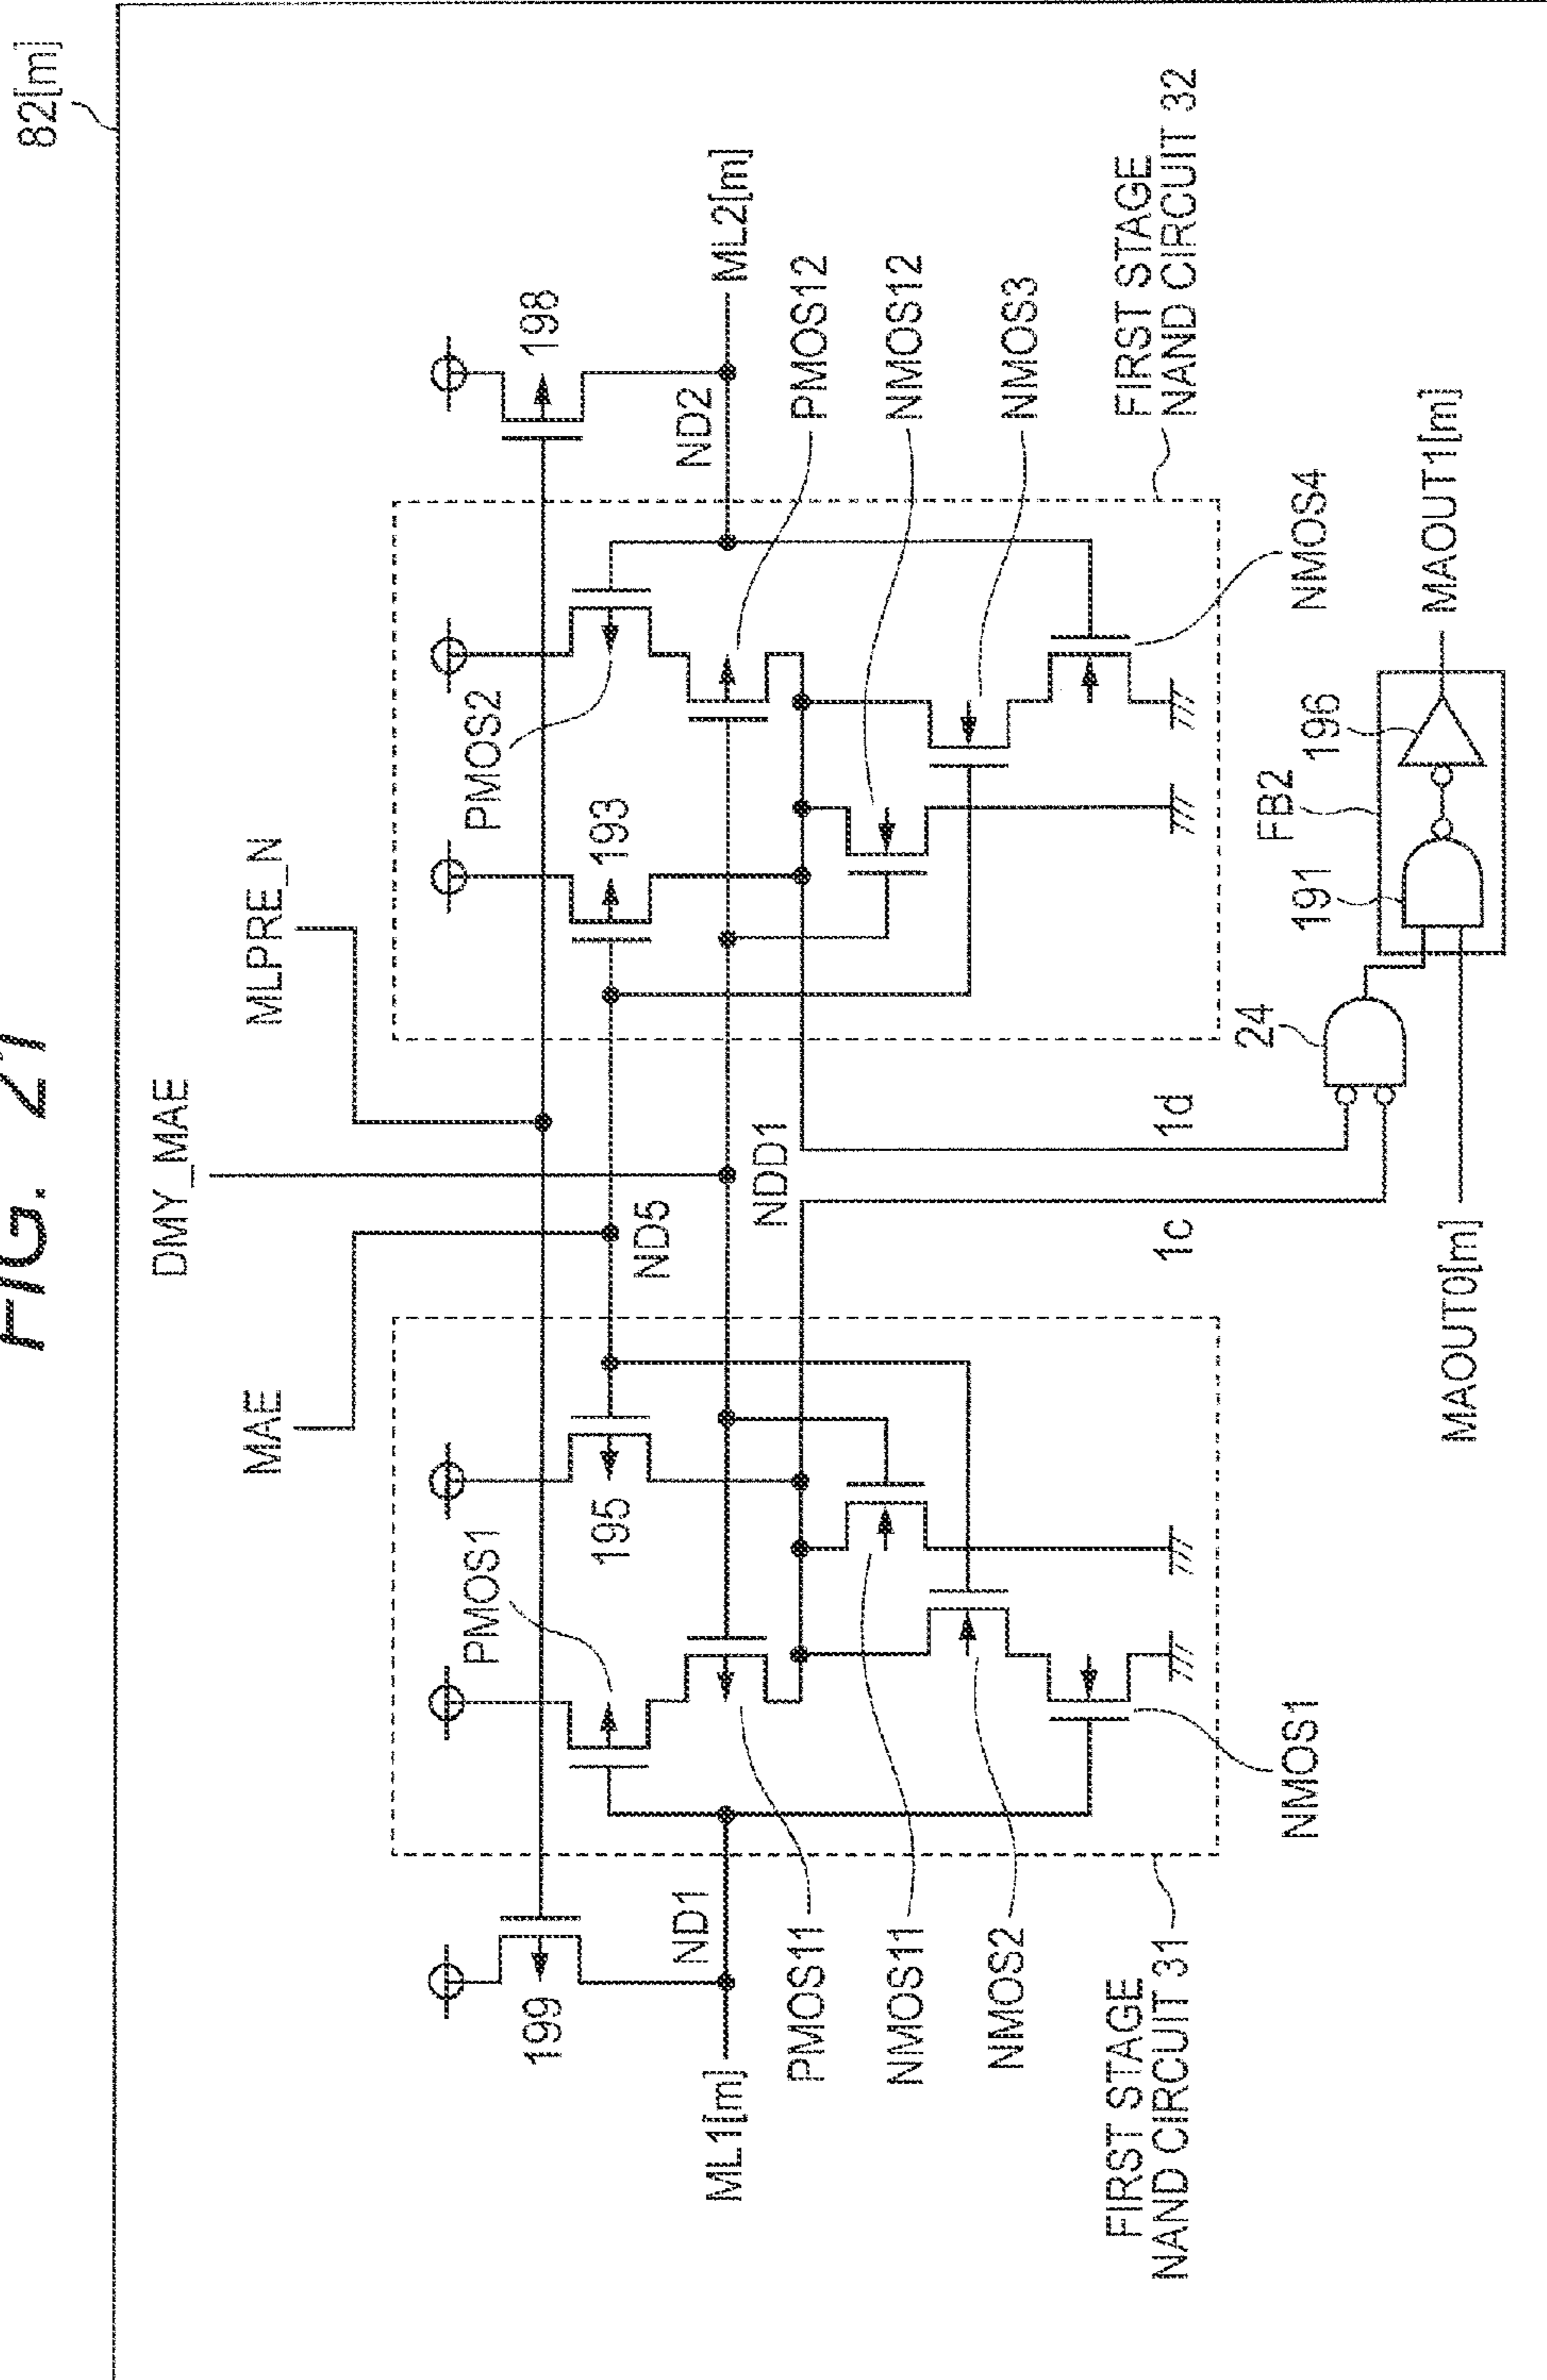 FIG. 21
82[m]
DMY_MAE
MAE
MLPRE_N
PMOS1
195
199
ND5
193
PMOS2
198
ML1[m]
ND1
NDD1
ND2
ML2[m]
PMOS11
PMOS12
NMOS11
NMOS12
NMOS2
NMOS3
FIRST STAGE
NAND CIRCUIT 31
1c
1d
FIRST STAGE
NAND CIRCUIT 32
NMOS1
24
FB2
191
196
NMOS4
MAOUT0[m]
MAOUT1[m]